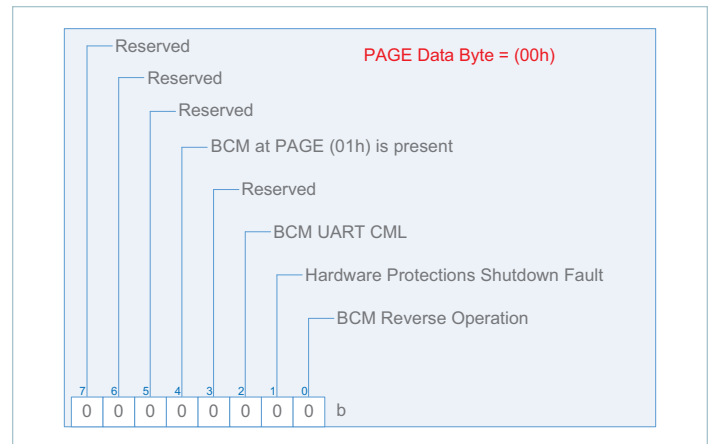 Reserved
PAGE Data Byte = (00h)
Reserved
Reserved
BCM at PAGE (01h) is present
Reserved
BCM UART CML
Hardware Protections Shutdown Fault
BCM Reverse Operation
7 6 5 4 3 2 1 0
0 0 0 0 0 0 0 0 b